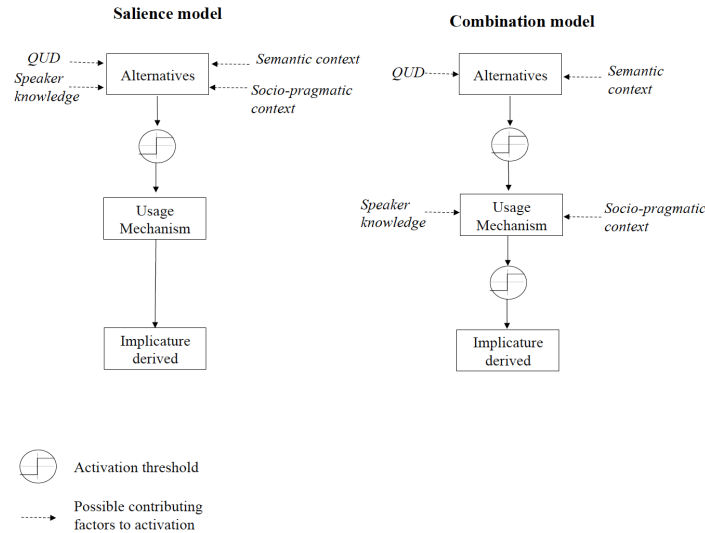 Salience model
QUD
Speaker
knowledge
Alternatives
Semantic context
Socio-pragmatic
context
Usage
Mechanism
Implicature
derived
Combination model
QUD
Alternatives
Semantic
context
Speaker
knowledge
Usage
Mechanism
Socio-pragmatic
context
Implicature
derived
Activation threshold
Possible contributing
factors to activation